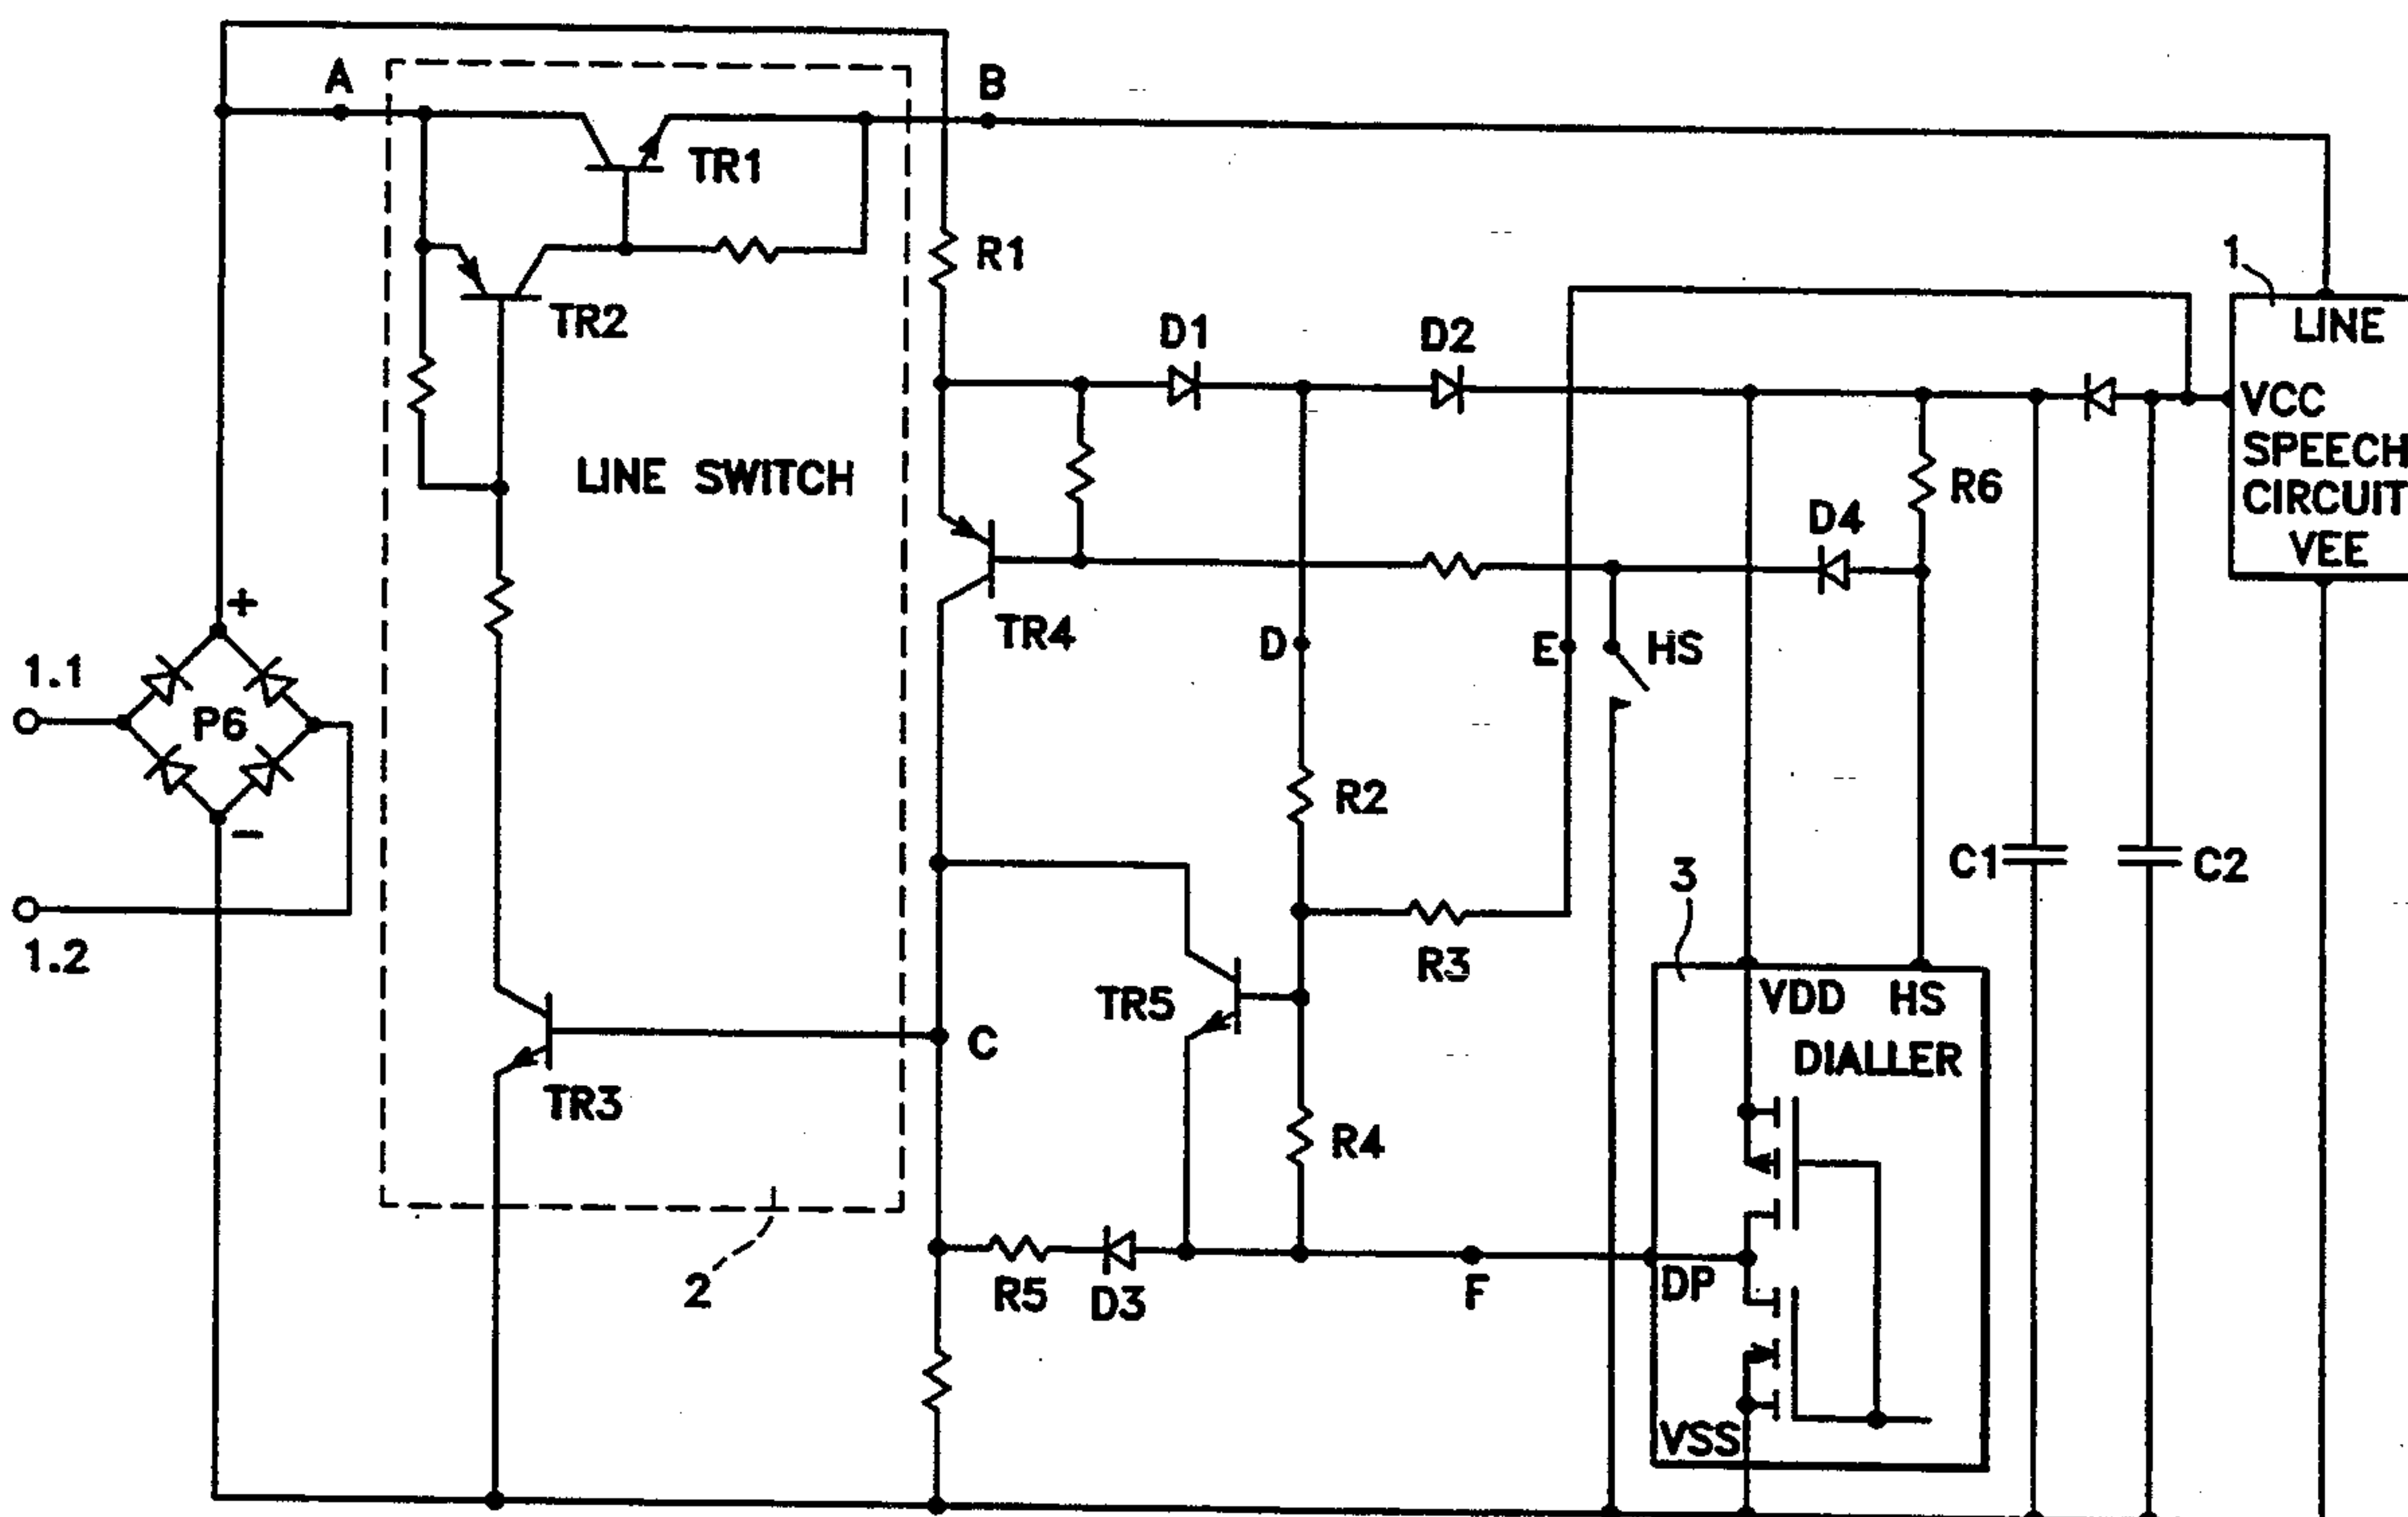 A
B
TR1
R1
1
LINE
TR2
D1
D2
VCC
SPEECH
CIRCUIT
VEE
LINE SWITCH
R6
D4
+
TR4
D
E
HS
1.1
P6
R2
−
C1
C2
3
1.2
R3
TR5
VDD HS
C
DIALLER
TR3
R4
2
R5
D3
F
DP
VSS